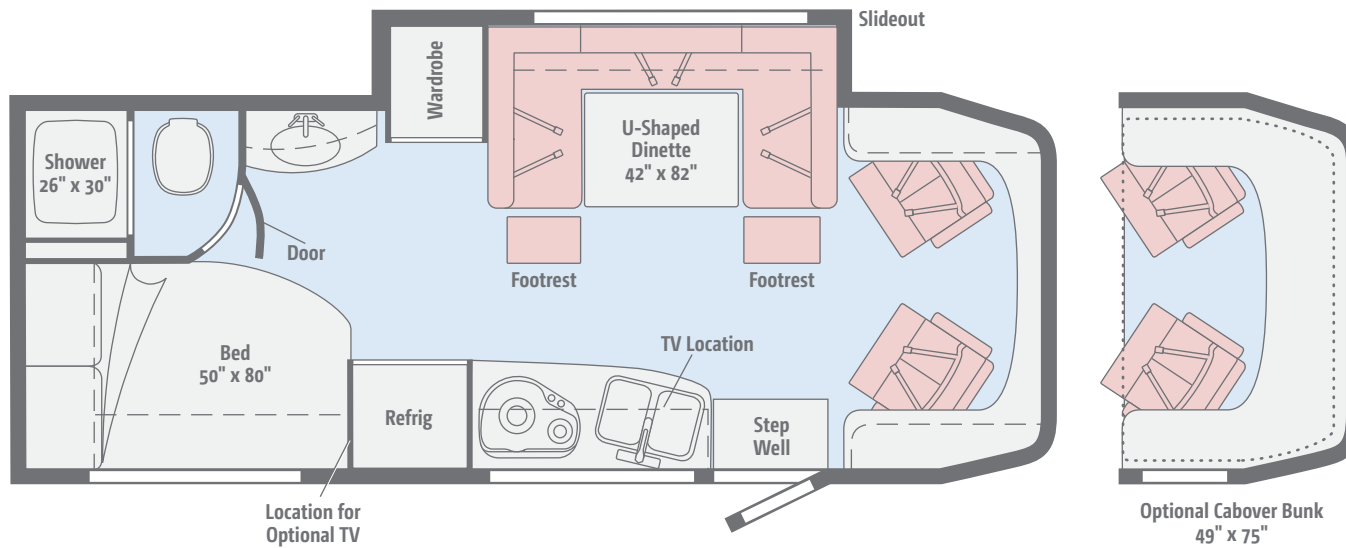 Slideout
Wardrobe
U-Shaped
Dinette
42" x 82"
Shower
26" x 30"
Door
Footrest
Footrest
Bed
50" x 80"
TV Location
Refrig
Step
Well
Location for
Optional TV
Optional Cabover Bunk
49" x 75"